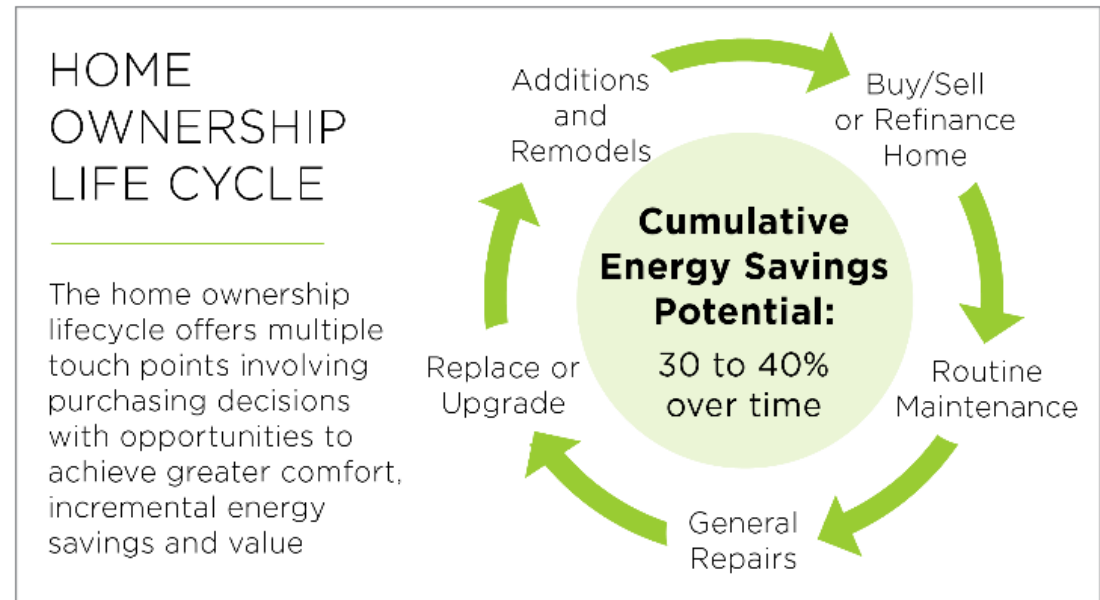 HOME
OWNERSHIP
LIFE CYCLE
The home ownership
lifecycle offers multiple
touch points involving
purchasing decisions
with opportunities to
achieve greater comfort,
incremental energy
savings and value
Additions
and
Remodels
Buy/Sell
or Refinance
Home
Routine
Maintenance
General
Repairs
Replace or
Upgrade
Cumulative
Energy Savings
Potential:
30 to 40%
over time